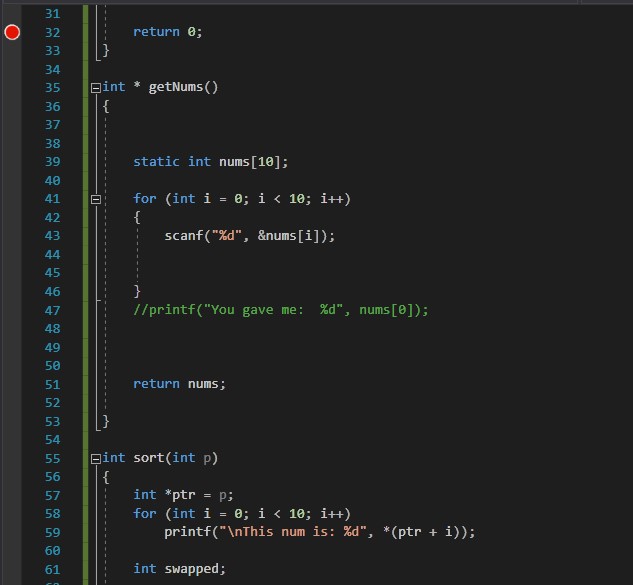 31
32 return 0;
33 }
34
35 int * getNums()
36 {
37
38
39 static int nums[10];
40
41 for (int i = 0; i < 10; i++)
42 {
43 scanf("%d", &nums[i]);
44
45
46 }
47 //printf("You gave me:  %d", nums[0]);
48
49
50
51 return nums;
52
53 }
54
55 int sort(int p)
56 {
57 int *ptr = p;
58 for (int i = 0; i < 10; i++)
59 printf("\nThis num is: %d", *(ptr + i));
60
61 int swapped;